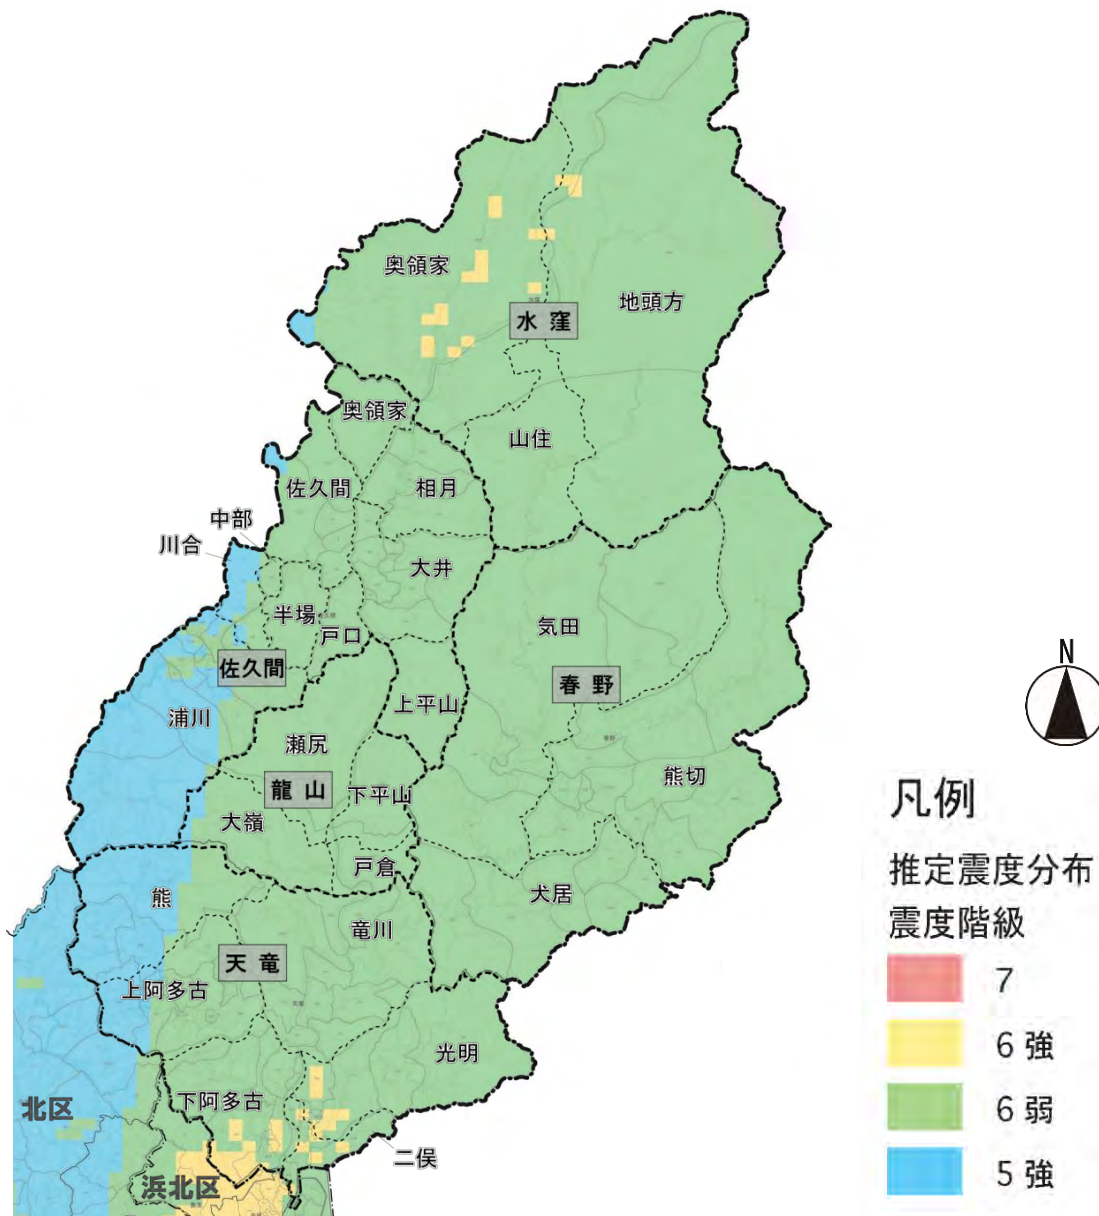 奥領家
地頭方
水窪
奥領家
山住
佐久間
相月
中部
川合
大井
半場
戸口
気田
佐久間
春野
上平山
浦川
瀬尻
熊切
龍山
下平山
大嶺
戸倉
熊
犬居
竜川
天竜
上阿多古
光明
下阿多古
北区
二俣
浜北区
N
凡例
推定震度分布
震度階級
7
6強
6弱
5強